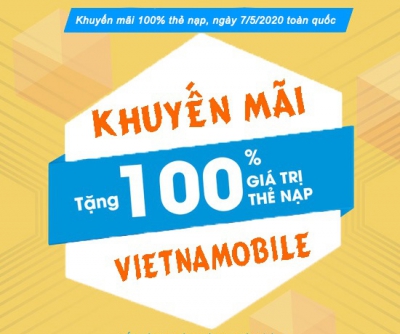 Khuyến mãi 100% thẻ nạp, ngày 7/5/2020 toàn quốc
KHUYẾN MÃI
Tặng 100% GIÁ TRỊ
THẺ NẠP
VIETNAMOBILE